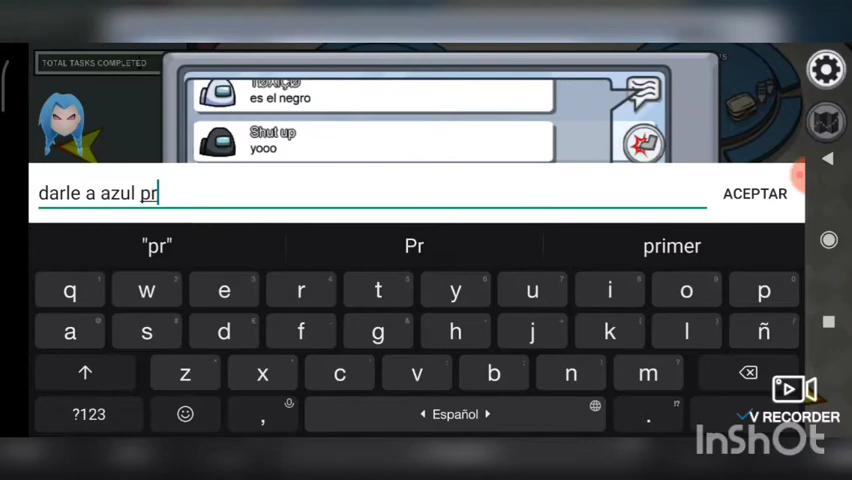 TOTAL TASKS COMPLETED
es el negro
Shut up
yooo
darle a azul pr
ACEPTAR
"pr"
Pr
primer
q w e r t y u i o p
a s d f g h j k l ñ
z x c v b n m
?123
,
Español
.
V RECORDER
InShOt